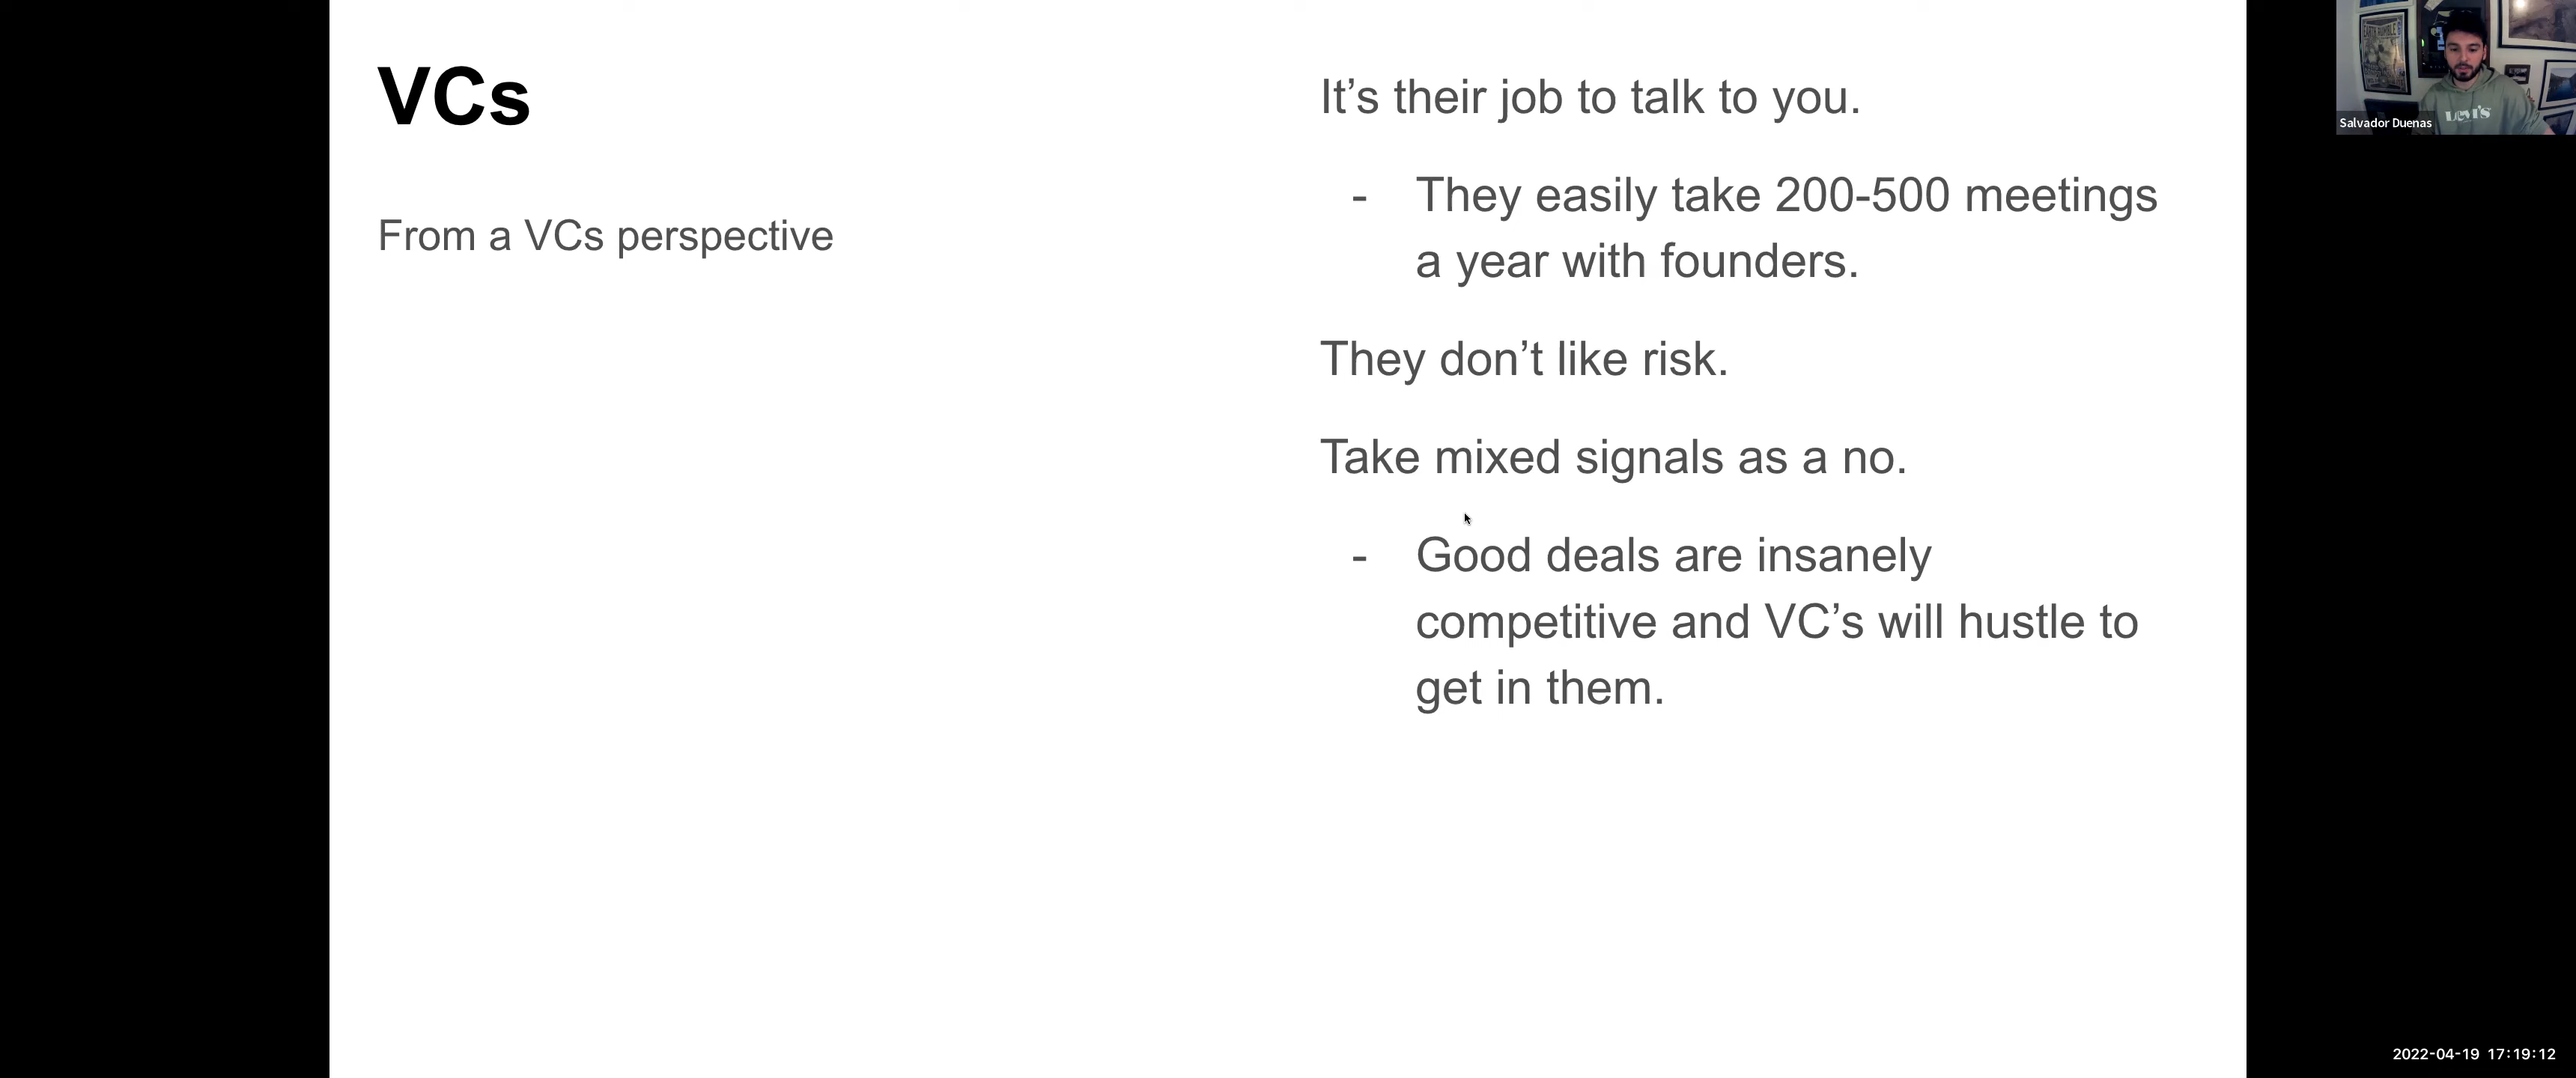 VCs
From a VCs perspective
It’s their job to talk to you.
- They easily take 200-500 meetings
a year with founders.
They don’t like risk.
Take mixed signals as a no.
- Good deals are insanely
competitive and VC’s will hustle to
get in them.
Levi's
Salvador Duenas
2022-04-19 17:19:12